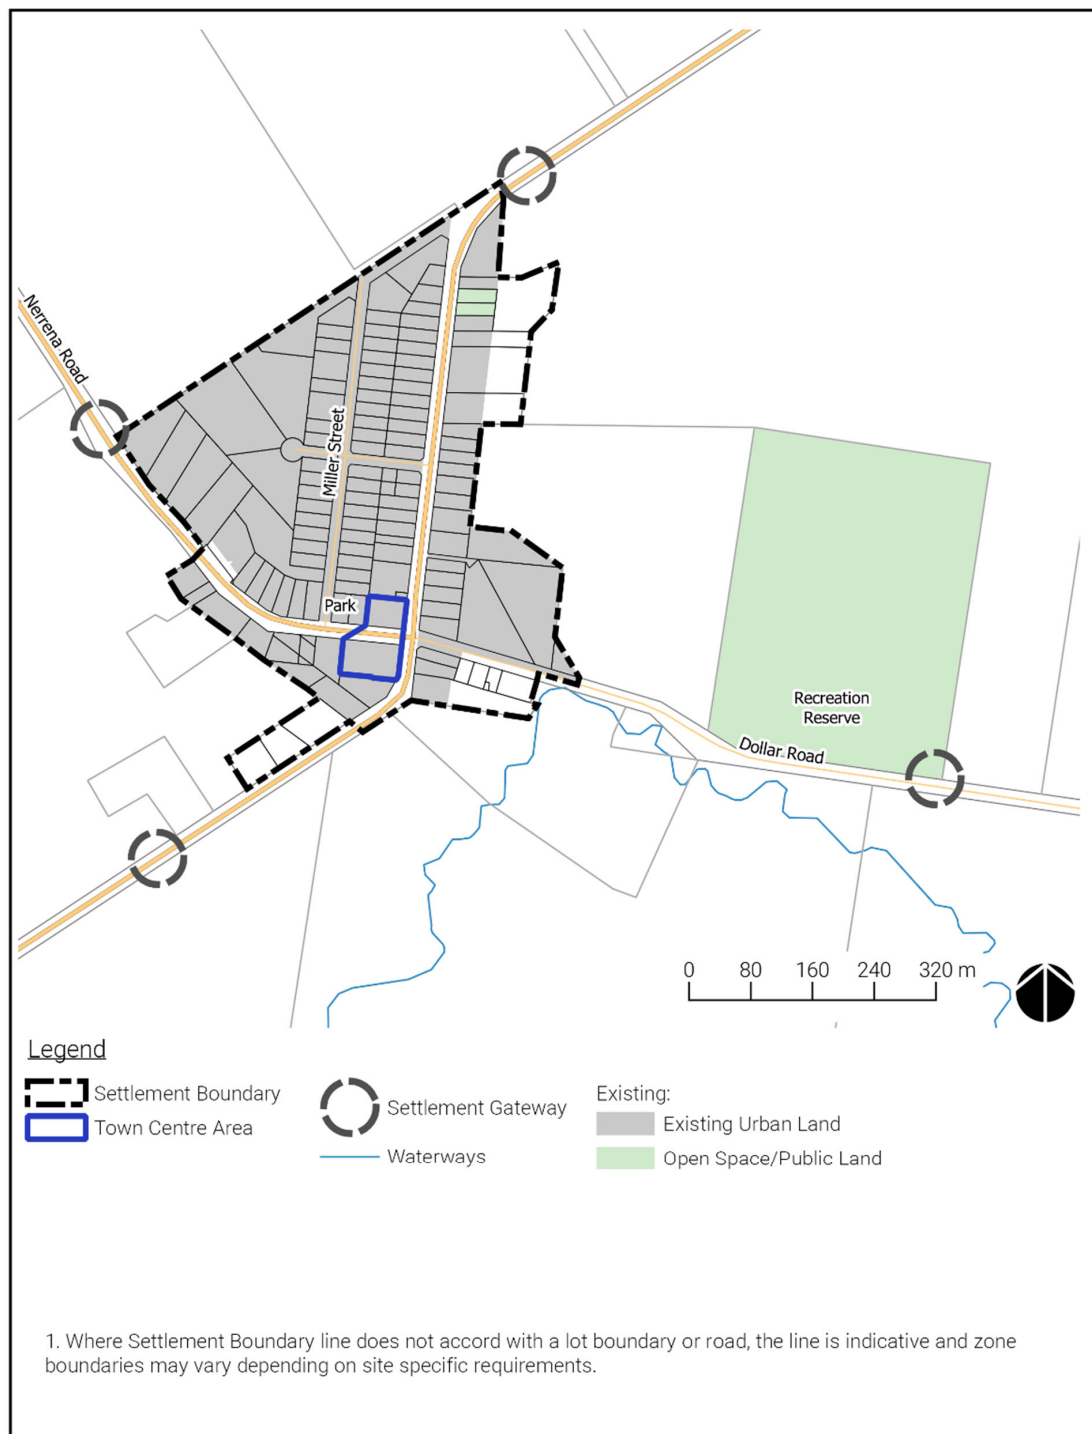 Nerrena Road
Miller Street
Park
Recreation
Reserve
Dollar Road
0 80 160 240 320 m
Legend
Settlement Boundary
Town Centre Area
Settlement Gateway
Waterways
Existing:
Existing Urban Land
Open Space/Public Land
1. Where Settlement Boundary line does not accord with a lot boundary or road, the line is indicative and zone
boundaries may vary depending on site specific requirements.